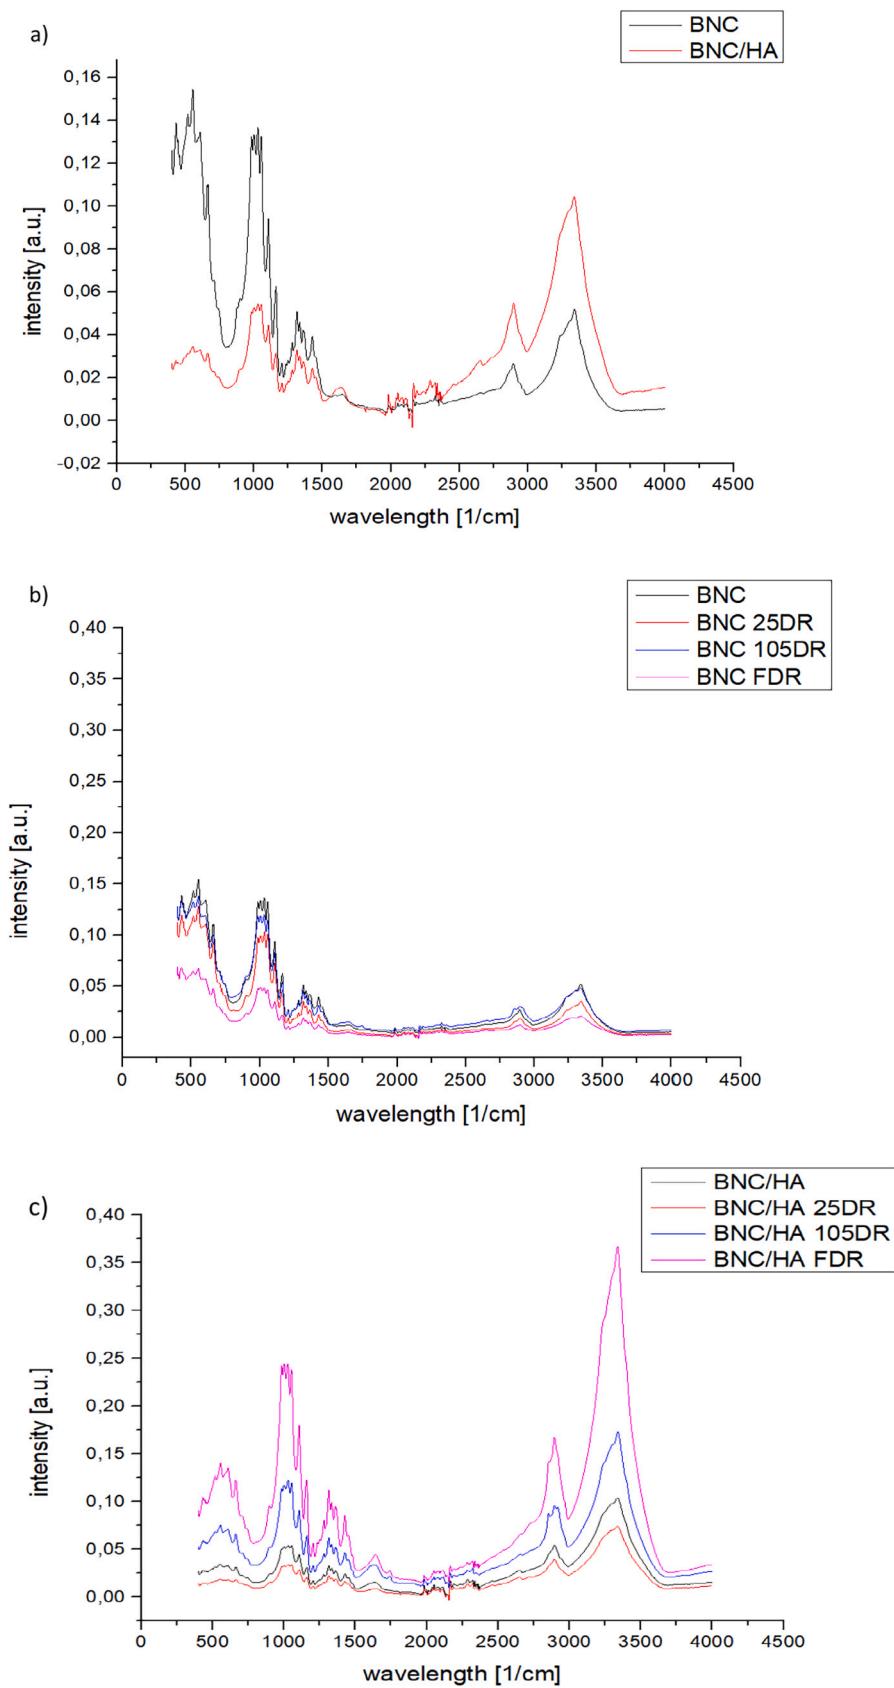 a)
BNC
BNC/HA
0,16
0,14
0,12
0,10
0,08
0,06
0,04
0,02
0,00
-0,02
intensity [a.u.]
0 500 1000 1500 2000 2500 3000 3500 4000 4500
wavelength [1/cm]
b)
BNC
BNC 25DR
BNC 105DR
BNC FDR
0,40
0,35
0,30
0,25
0,20
0,15
0,10
0,05
0,00
intensity [a.u.]
0 500 1000 1500 2000 2500 3000 3500 4000 4500
wavelength [1/cm]
c)
BNC/HA
BNC/HA 25DR
BNC/HA 105DR
BNC/HA FDR
0,40
0,35
0,30
0,25
0,20
0,15
0,10
0,05
0,00
intensity [a.u.]
0 500 1000 1500 2000 2500 3000 3500 4000 4500
wavelength [1/cm]